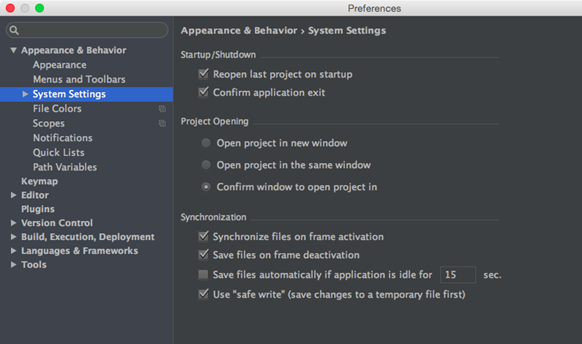 Preferences
Appearance & Behavior
Appearance
Menus and Toolbars
System Settings
File Colors
Scopes
Notifications
Quick Lists
Path Variables
Keymap
Editor
Plugins
Version Control
Build, Execution, Deployment
Languages & Frameworks
Tools
Appearance & Behavior › System Settings
Startup/Shutdown
Reopen last project on startup
Confirm application exit
Project Opening
Open project in new window
Open project in the same window
Confirm window to open project in
Synchronization
Synchronize files on frame activation
Save files on frame deactivation
Save files automatically if application is idle for 15 sec.
Use "safe write" (save changes to a temporary file first)